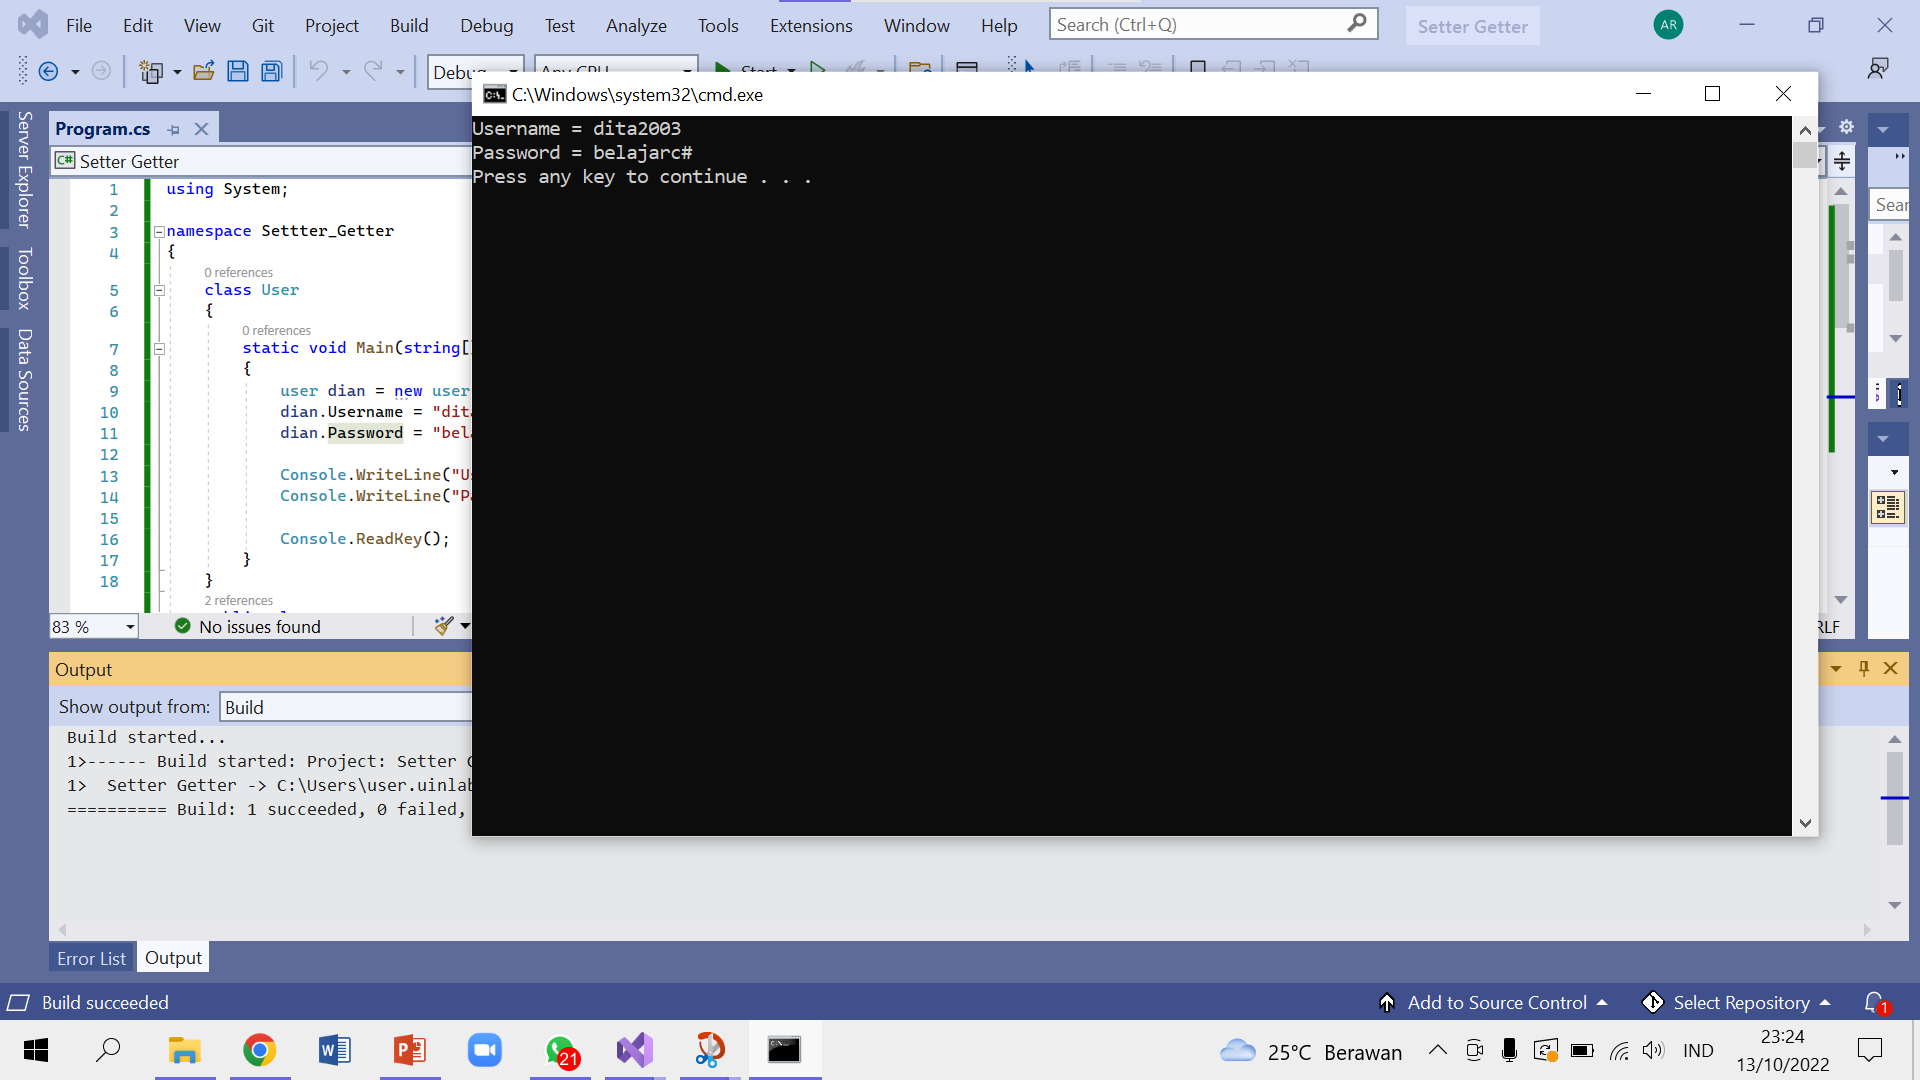 File Edit View Git Project Build Debug Test Analyze Tools Extensions Window Help Search (Ctrl+Q) Setter Getter AR
Server Explorer
Toolbox
Data Sources
Program.cs
Setter Getter
1 using System;
2
3 namespace Settter_Getter
4 {
0 references
5 class User
6 {
0 references
7 static void Main(string[
8 {
9 user dian = new user
10 dian.Username = "dita
11 dian.Password = "bela
12
13 Console.WriteLine("Us
14 Console.WriteLine("Pa
15
16 Console.ReadKey();
17 }
18 }
2 references
83 % No issues found
C:\Windows\system32\cmd.exe
Username = dita2003
Password = belajarc#
Press any key to continue . . .
Sear
RLF
Output
Show output from: Build
Build started...
1>------ Build started: Project: Setter
1> Setter Getter -> C:\Users\user.uinlab
========== Build: 1 succeeded, 0 failed,
Error List Output
Build succeeded Add to Source Control Select Repository 1
21 25°C Berawan IND 23:24
13/10/2022